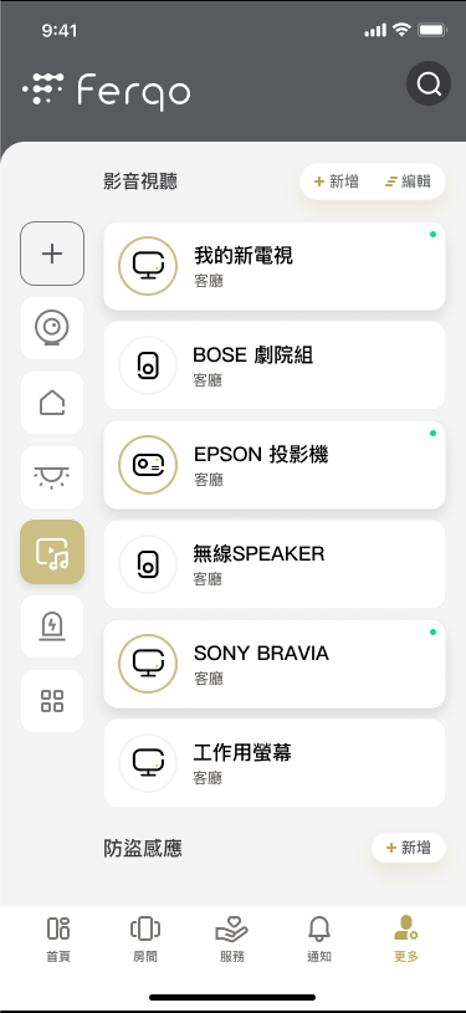 9:41
Ferqo
影音視聽
新增
編輯
我的新電視
客廳
BOSE 劇院組
客廳
EPSON 投影機
客廳
無線SPEAKER
客廳
SONY BRAVIA
客廳
工作用螢幕
客廳
防盜感應
新增
首頁
房間
服務
通知
更多